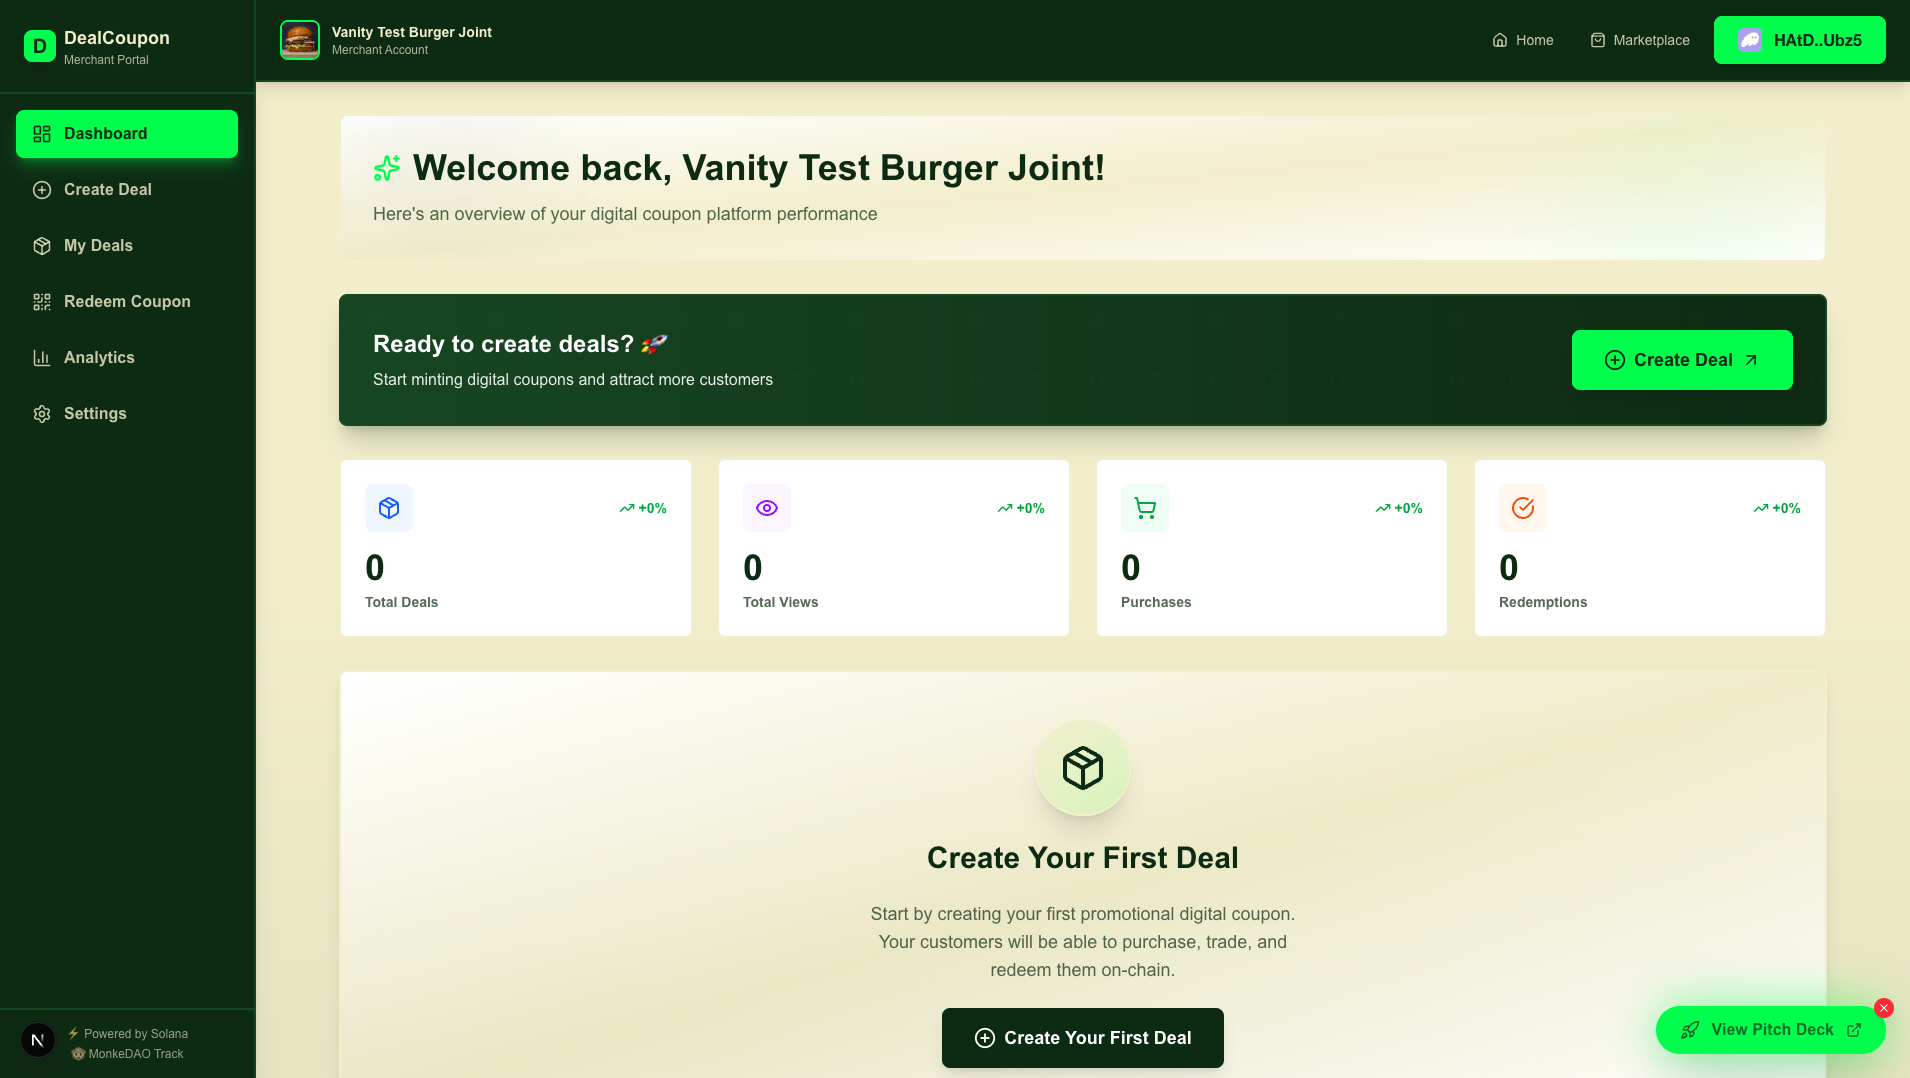 D
DealCoupon
Merchant Portal
Dashboard
Create Deal
My Deals
Redeem Coupon
Analytics
Settings
N
⚡ Powered by Solana
🐵 MonkeDAO Track
Vanity Test Burger Joint
Merchant Account
Home
Marketplace
HAtD..Ubz5
Welcome back, Vanity Test Burger Joint!
Here's an overview of your digital coupon platform performance
Ready to create deals? 🚀
Start minting digital coupons and attract more customers
Create Deal
+0%
0
Total Deals
+0%
0
Total Views
+0%
0
Purchases
+0%
0
Redemptions
Create Your First Deal
Start by creating your first promotional digital coupon.
Your customers will be able to purchase, trade, and
redeem them on-chain.
Create Your First Deal
View Pitch Deck